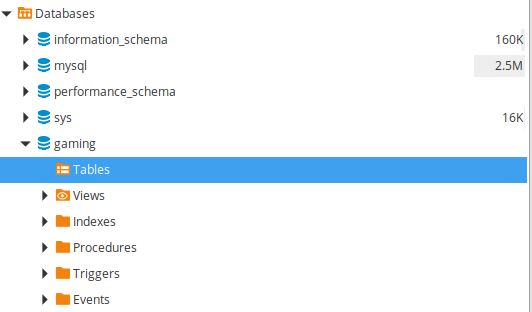 Databases
information_schema 160K
mysql 2.5M
performance_schema
sys 16K
gaming
Tables
Views
Indexes
Procedures
Triggers
Events